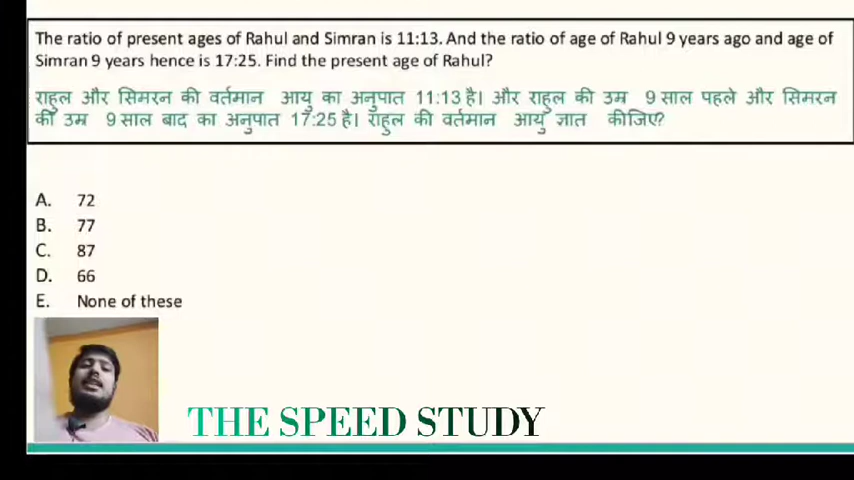 The ratio of present ages of Rahul and Simran is 11:13. And the ratio of age of Rahul 9 years ago and age of
Simran 9 years hence is 17:25. Find the present age of Rahul?
राहुल और सिमरन की वर्तमान आयु का अनुपात 11:13 है। और राहुल की उम्र 9 साल पहले और सिमरन
की उम्र 9 साल बाद का अनुपात 17:25 है। राहुल की वर्तमान आयु ज्ञात कीजिए?
A. 72
B. 77
C. 87
D. 66
E. None of these
THE SPEED STUDY